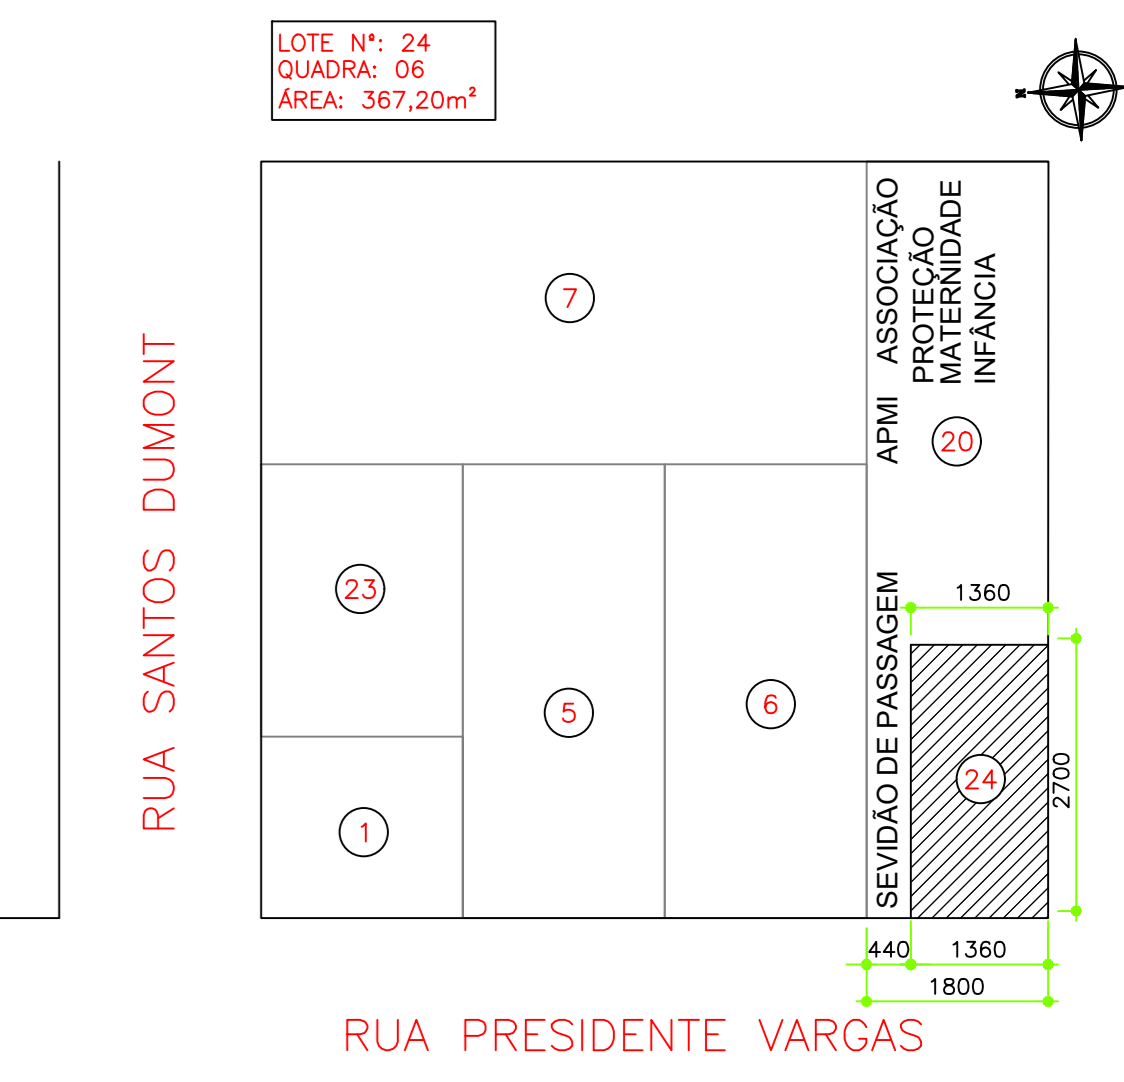 LOTE Nº: 24
QUADRA: 06
ÁREA: 367,20m²
N
7
APMI ASSOCIAÇÃO
PROTEÇÃO
MATERNIDADE
INFÂNCIA
20
RUA SANTOS DUMONT
23
5
6
1
SEVIDÃO DE PASSAGEM
1360
24
2700
440
1360
1800
RUA PRESIDENTE VARGAS